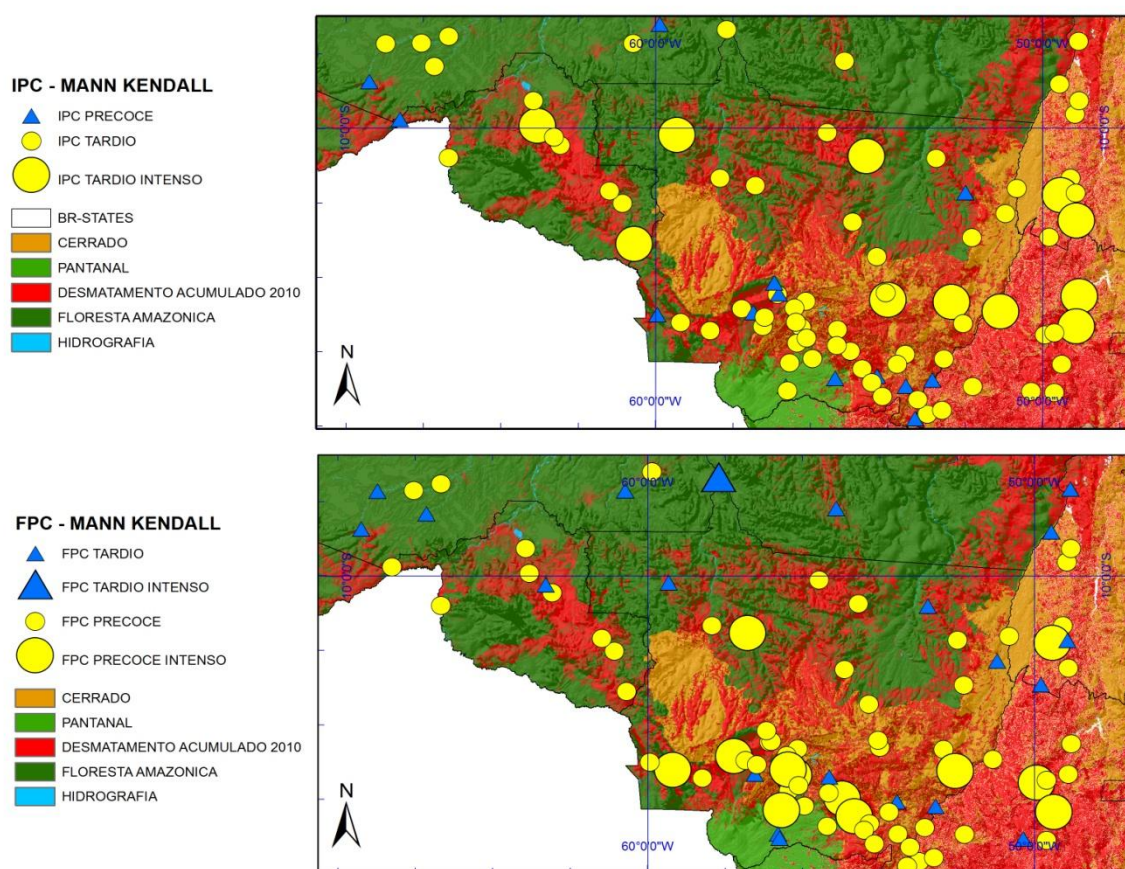 IPC - MANN KENDALL
IPC PRECOCE
IPC TARDIO
IPC TARDIO INTENSO
BR-STATES
CERRADO
PANTANAL
DESMATAMENTO ACUMULADO 2010
FLORESTA AMAZONICA
HIDROGRAFIA
N
60°0'0"W
50°0'0"W
10°0'0"S
10°0'0"S
60°0'0"W
50°0'0"W
FPC - MANN KENDALL
FPC TARDIO
FPC TARDIO INTENSO
FPC PRECOCE
FPC PRECOCE INTENSO
CERRADO
PANTANAL
DESMATAMENTO ACUMULADO 2010
FLORESTA AMAZONICA
HIDROGRAFIA
N
60°0'0"W
50°0'0"W
10°0'0"S
10°0'0"S
60°0'0"W
50°0'0"W